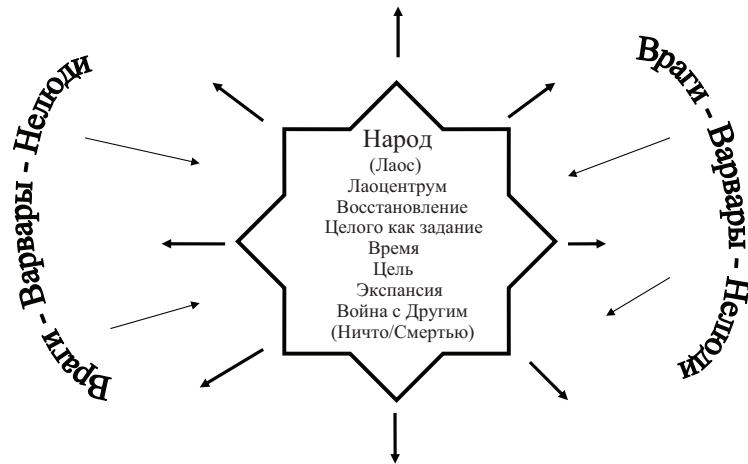 Враги - Варвары - Нелюди
Народ
(Лаос)
Лаоцентрум
Восстановление
Целого как задание
Время
Цель
Экспансия
Война с Другим
(Ничто/Смертью)
Враги - Варвары - Нелюди